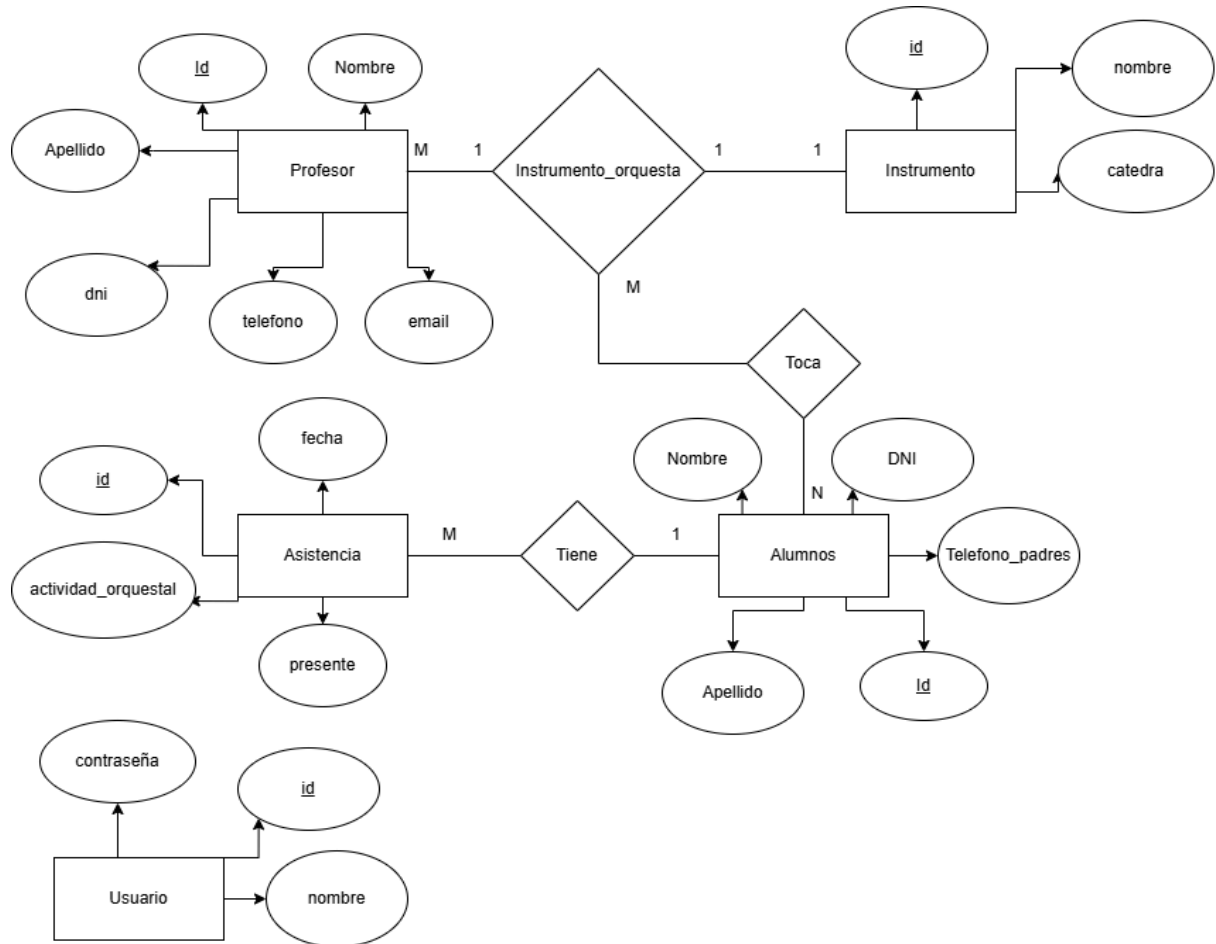 id
Id
Nombre
nombre
Apellido
M
1
1
1
Profesor
Instrumento_orquesta
Instrumento
catedra
dni
telefono
email
M
Toca
fecha
Nombre
DNI
id
N
M
1
Asistencia
Tiene
Alumnos
Telefono_padres
actividad_orquestal
presente
Apellido
Id
contraseña
id
Usuario
nombre